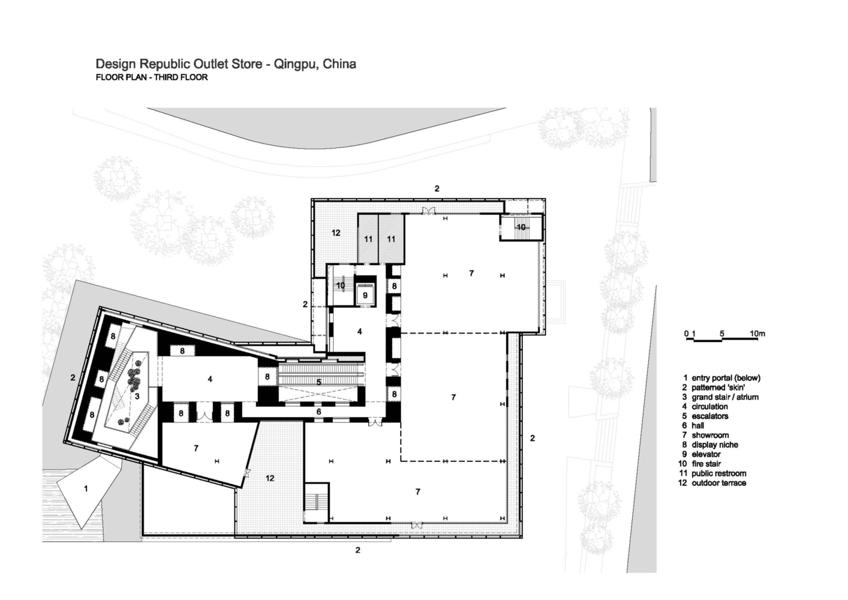 Design Republic Outlet Store - Qingpu, China
FLOOR PLAN - THIRD FLOOR
2
12
11
11
10
7
10
8
9
2
4
0 1 5 10m
8
8
8
5
4
2
8
3
8
7
8
8
8
6
7
2
12
7
1
2
1 entry portal (below)
2 patterned 'skin'
3 grand stair / atrium
4 circulation
5 escalators
6 hall
7 showroom
8 display niche
9 elevator
10 fire stair
11 public restroom
12 outdoor terrace